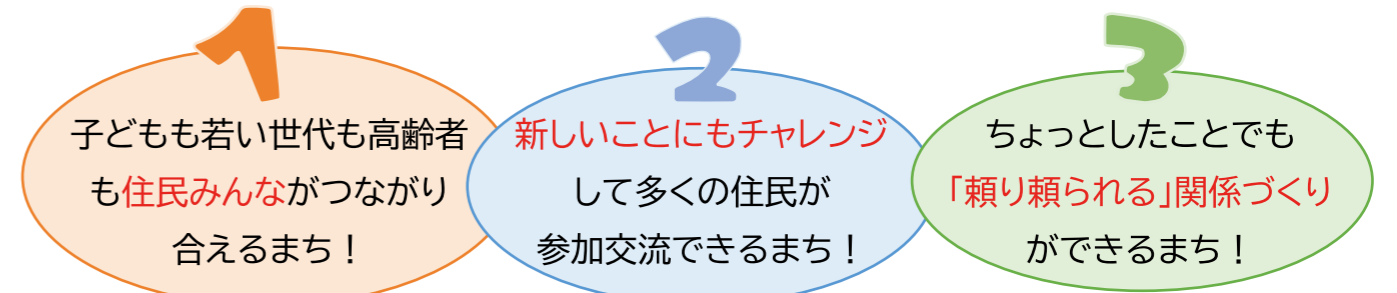 1
子どもも若い世代も高齢者
も住民みんながつながり
合えるまち！
2
新しいことにもチャレンジ
して多くの住民が
参加交流できるまち！
3
ちょっとしたことでも
「頼り頼られる」関係づくり
ができるまち！